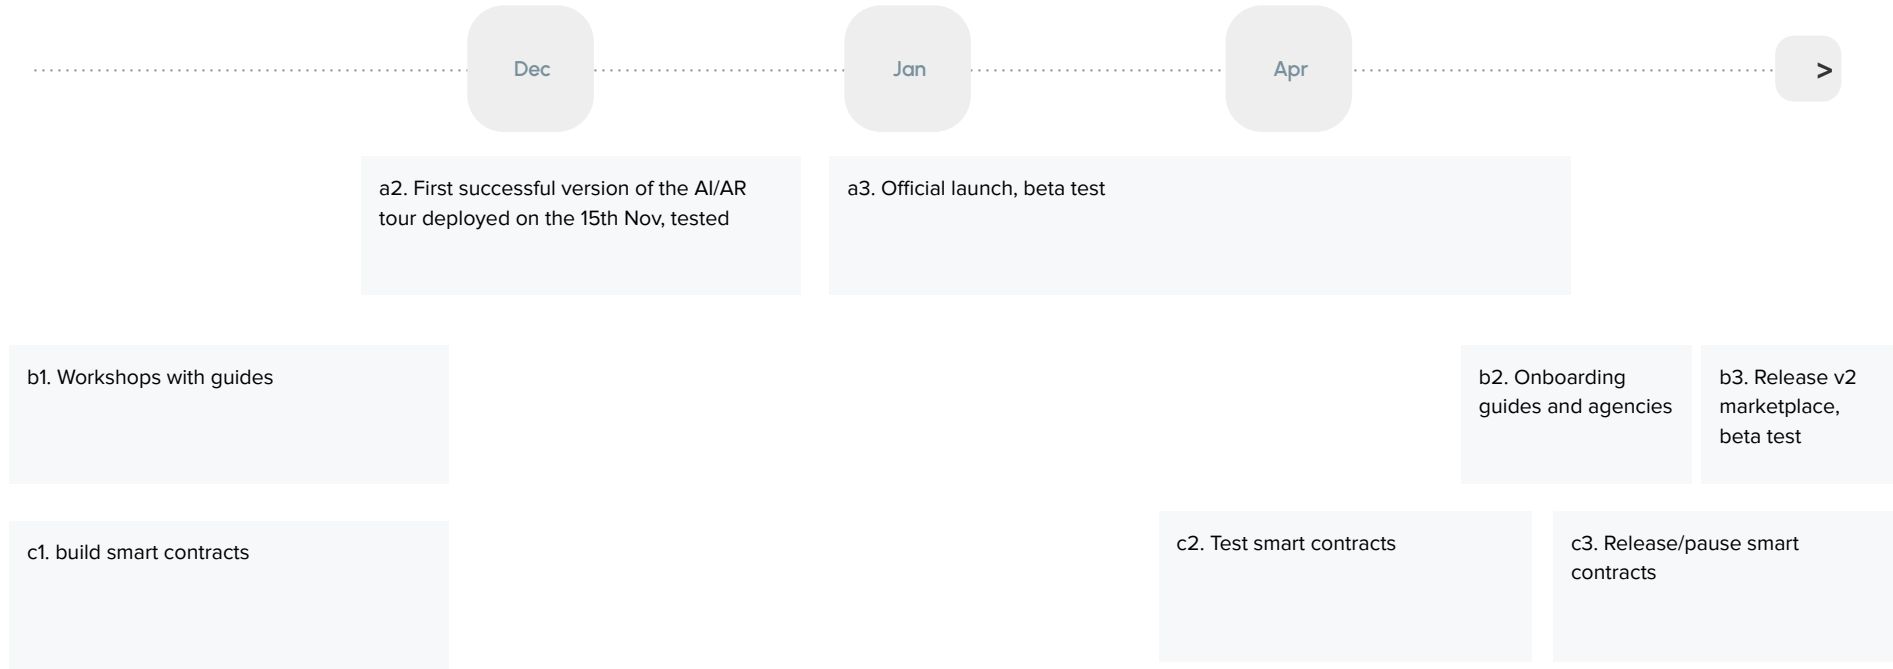 Dec
Jan
Apr
>
a2. First successful version of the AI/AR
tour deployed on the 15th Nov, tested
a3. Official launch, beta test
b1. Workshops with guides
b2. Onboarding
guides and agencies
b3. Release v2
marketplace,
beta test
c1. build smart contracts
c2. Test smart contracts
c3. Release/pause smart
contracts